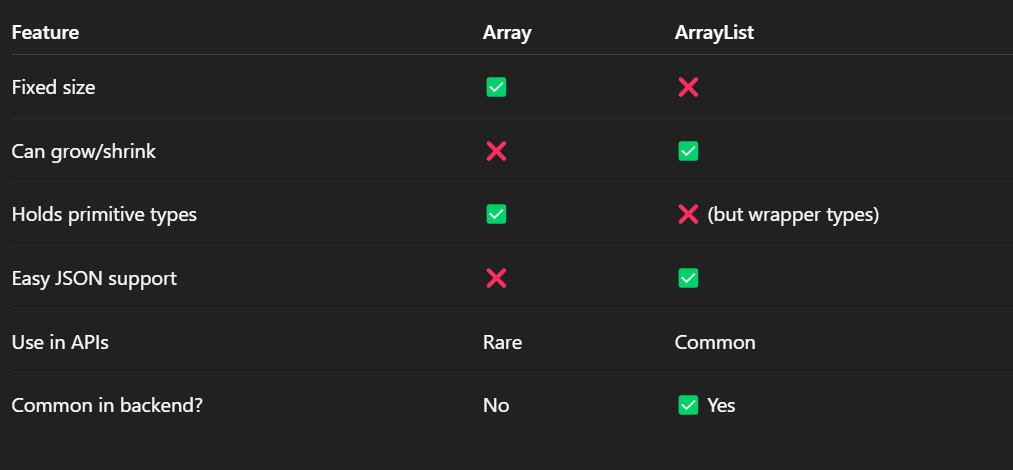 Feature Array ArrayList
Fixed size ✅ ❌
Can grow/shrink ❌ ✅
Holds primitive types ✅ ❌ (but wrapper types)
Easy JSON support ❌ ✅
Use in APIs Rare Common
Common in backend? No ✅ Yes